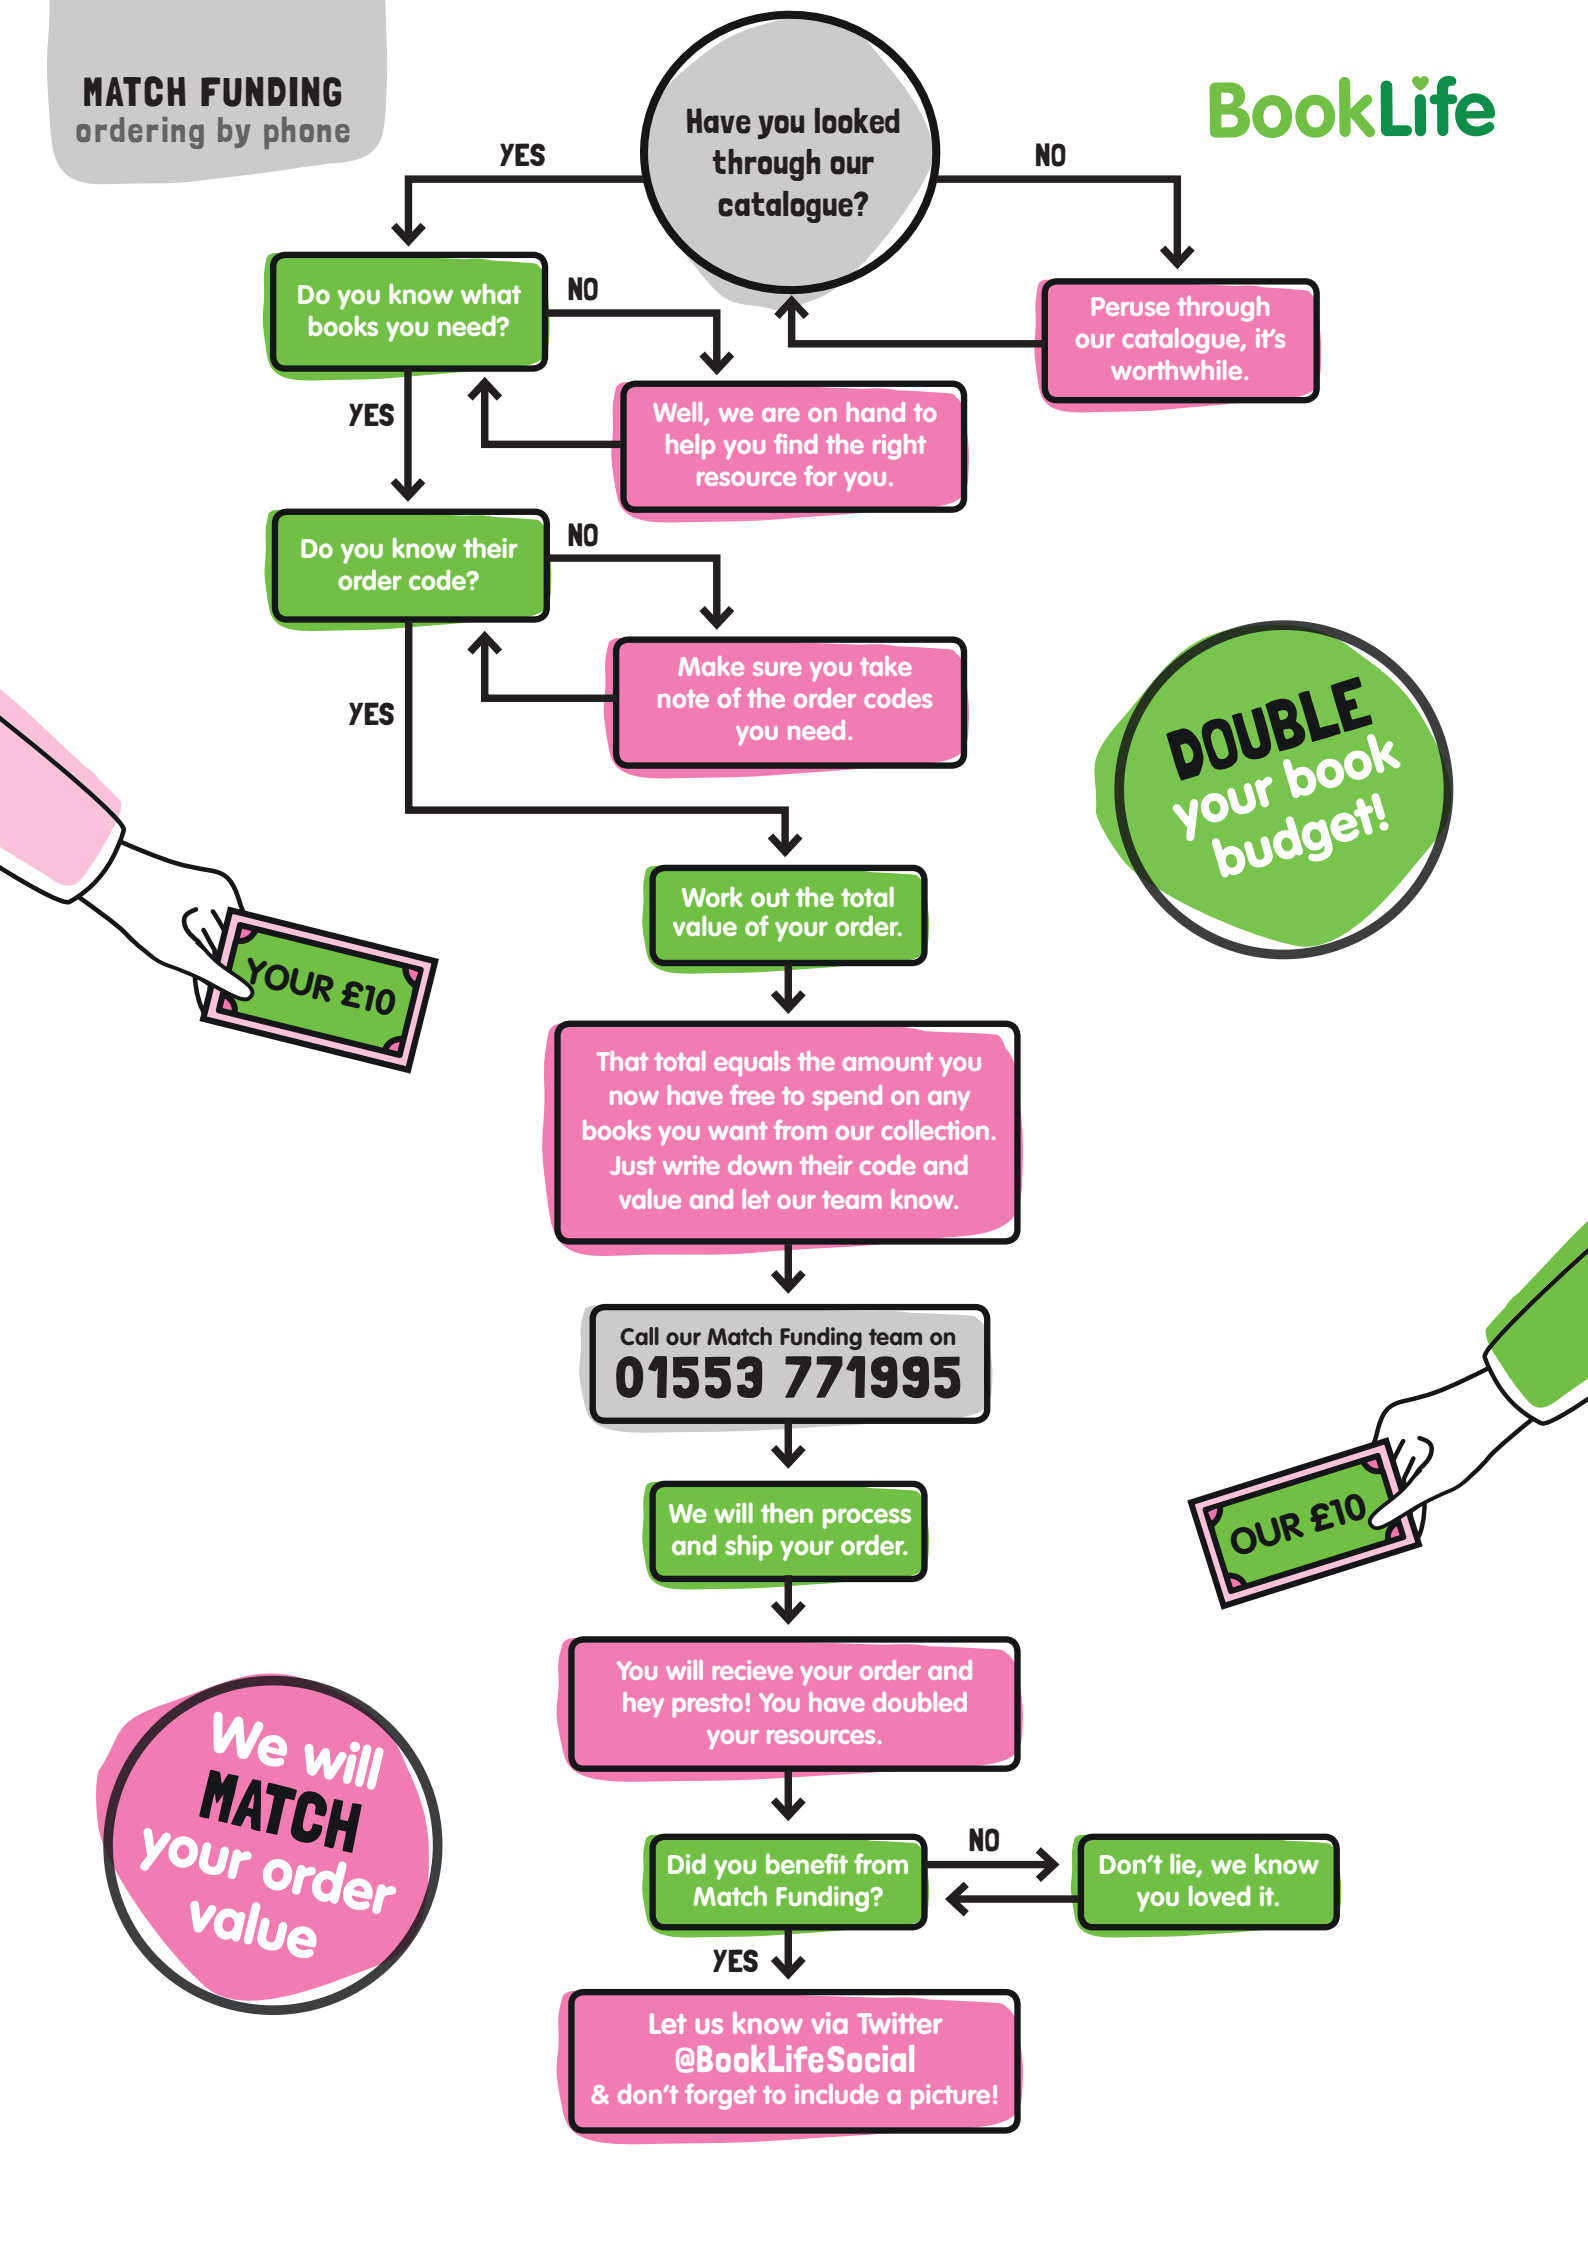 MATCH FUNDING
ordering by phone
BookLife
Have you looked
through our
catalogue?
YES
NO
Do you know what
books you need?
NO
Peruse through
our catalogue, it's
worthwhile.
YES
Well, we are on hand to
help you find the right
resource for you.
Do you know their
order code?
NO
Make sure you take
note of the order codes
you need.
YES
DOUBLE
your book
budget!
Work out the total
value of your order.
YOUR £10
That total equals the amount you
now have free to spend on any
books you want from our collection.
Just write down their code and
value and let our team know.
Call our Match Funding team on
01553 771995
OUR £10
We will then process
and ship your order.
You will recieve your order and
hey presto! You have doubled
your resources.
We will
MATCH
your order
value
Did you benefit from
Match Funding?
NO
Don't lie, we know
you loved it.
YES
Let us know via Twitter
@BookLifeSocial
& don't forget to include a picture!